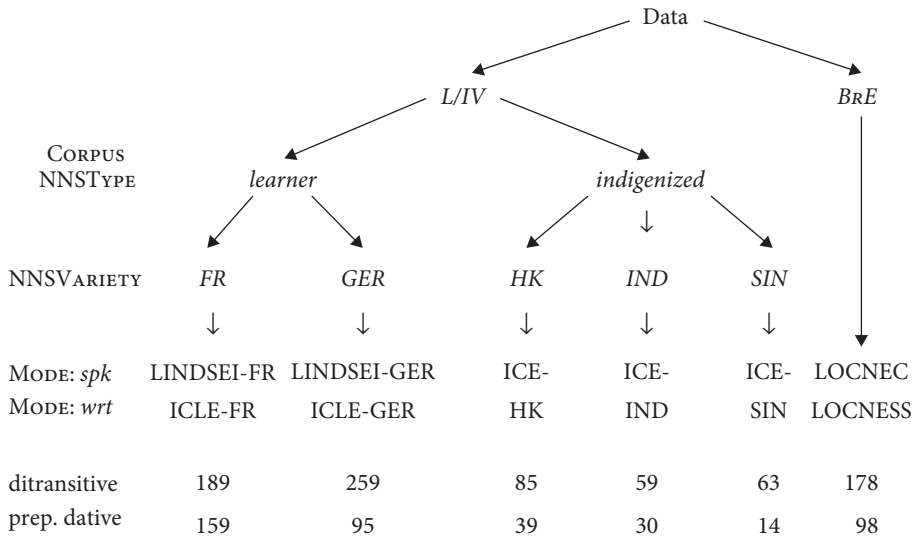 Data
L/IV BrE
Corpus
NNSType learner indigenized
NNSVariety FR GER HK IND SIN
Mode: spk LINDSEI-FR LINDSEI-GER ICE- ICE- ICE- LOCNEC
Mode: wrt ICLE-FR ICLE-GER HK IND SIN LOCNESS
ditransitive 189 259 85 59 63 178
prep. dative 159 95 39 30 14 98